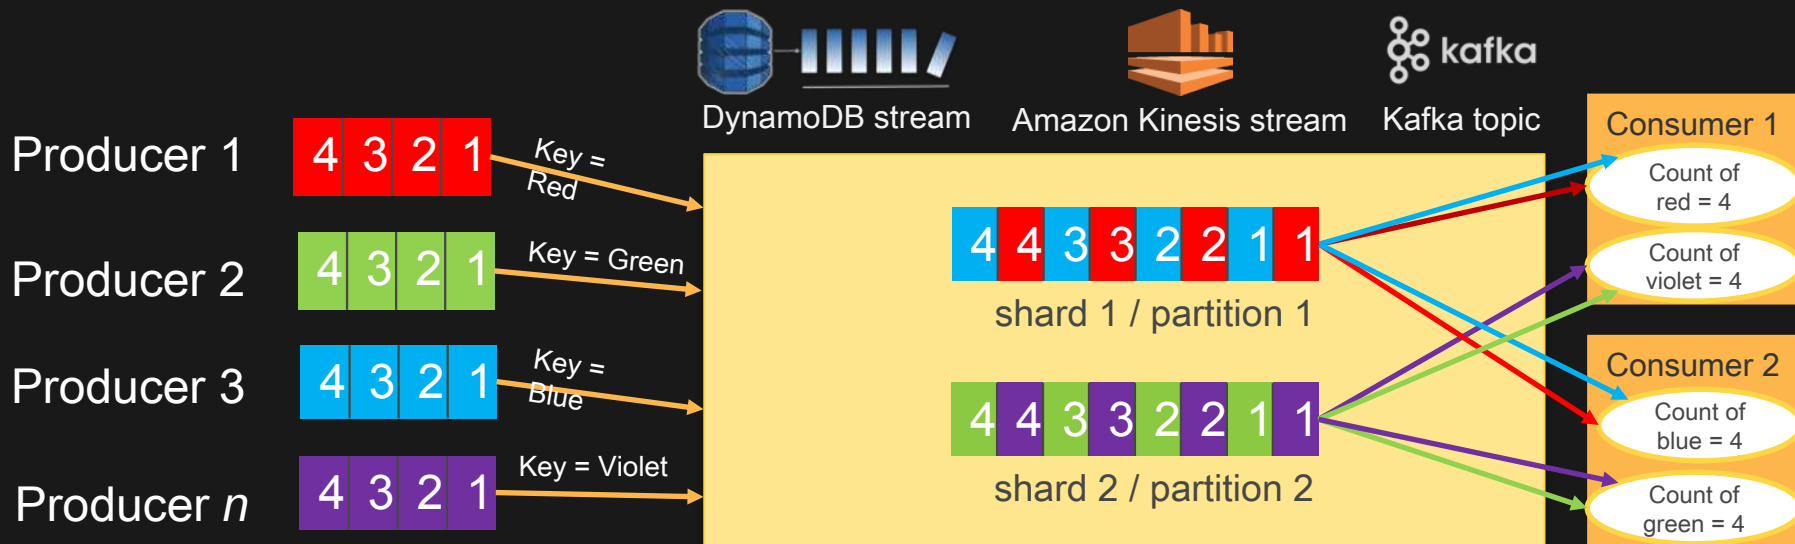 DynamoDB stream
Amazon Kinesis stream
kafka
Kafka topic
Producer 1
4 3 2 1
Key =
Red
Producer 2
4 3 2 1
Key = Green
Producer 3
4 3 2 1
Key =
Blue
Producer n
4 3 2 1
Key = Violet
4 4 3 3 2 2 1 1
shard 1 / partition 1
4 4 3 3 2 2 1 1
shard 2 / partition 2
Consumer 1
Count of
red = 4
Count of
violet = 4
Consumer 2
Count of
blue = 4
Count of
green = 4